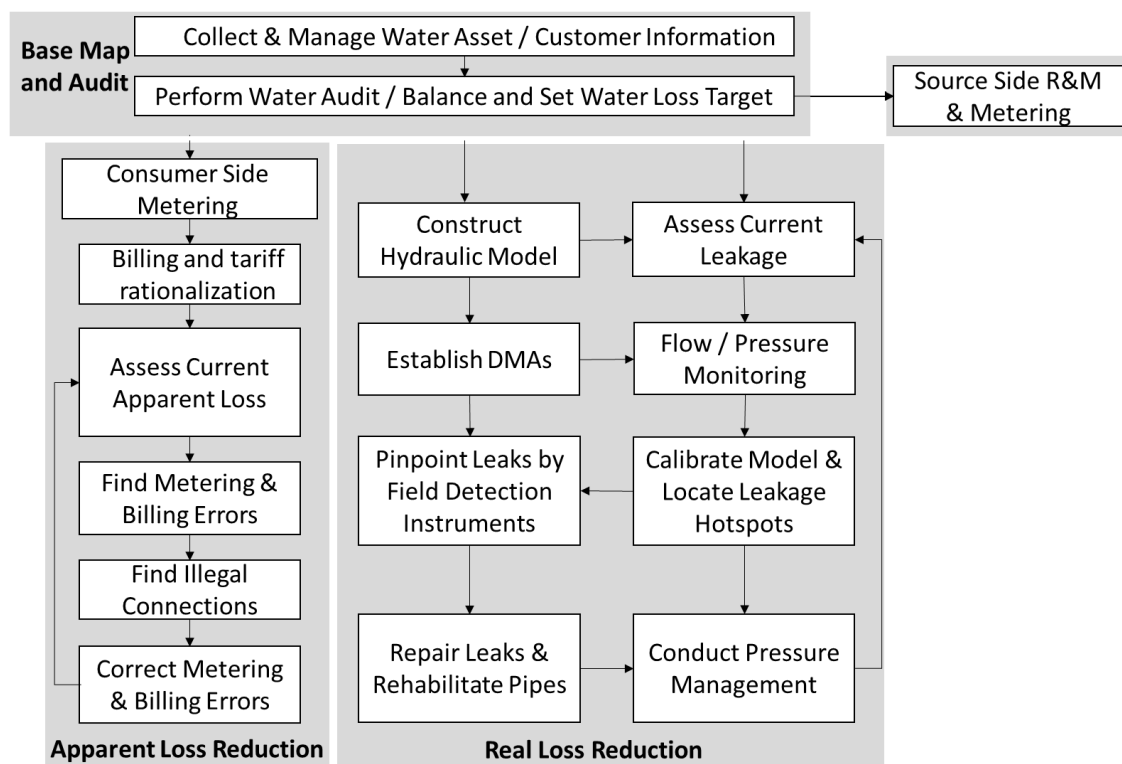 Base Map
and Audit
Collect & Manage Water Asset / Customer Information
Perform Water Audit / Balance and Set Water Loss Target
Source Side R&M
& Metering
Consumer Side
Metering
Billing and tariff
rationalization
Assess Current
Apparent Loss
Find Metering &
Billing Errors
Find Illegal
Connections
Correct Metering
& Billing Errors
Apparent Loss Reduction
Construct
Hydraulic Model
Assess Current
Leakage
Establish DMAs
Flow / Pressure
Monitoring
Pinpoint Leaks by
Field Detection
Instruments
Calibrate Model &
Locate Leakage
Hotspots
Repair Leaks &
Rehabilitate Pipes
Conduct Pressure
Management
Real Loss Reduction